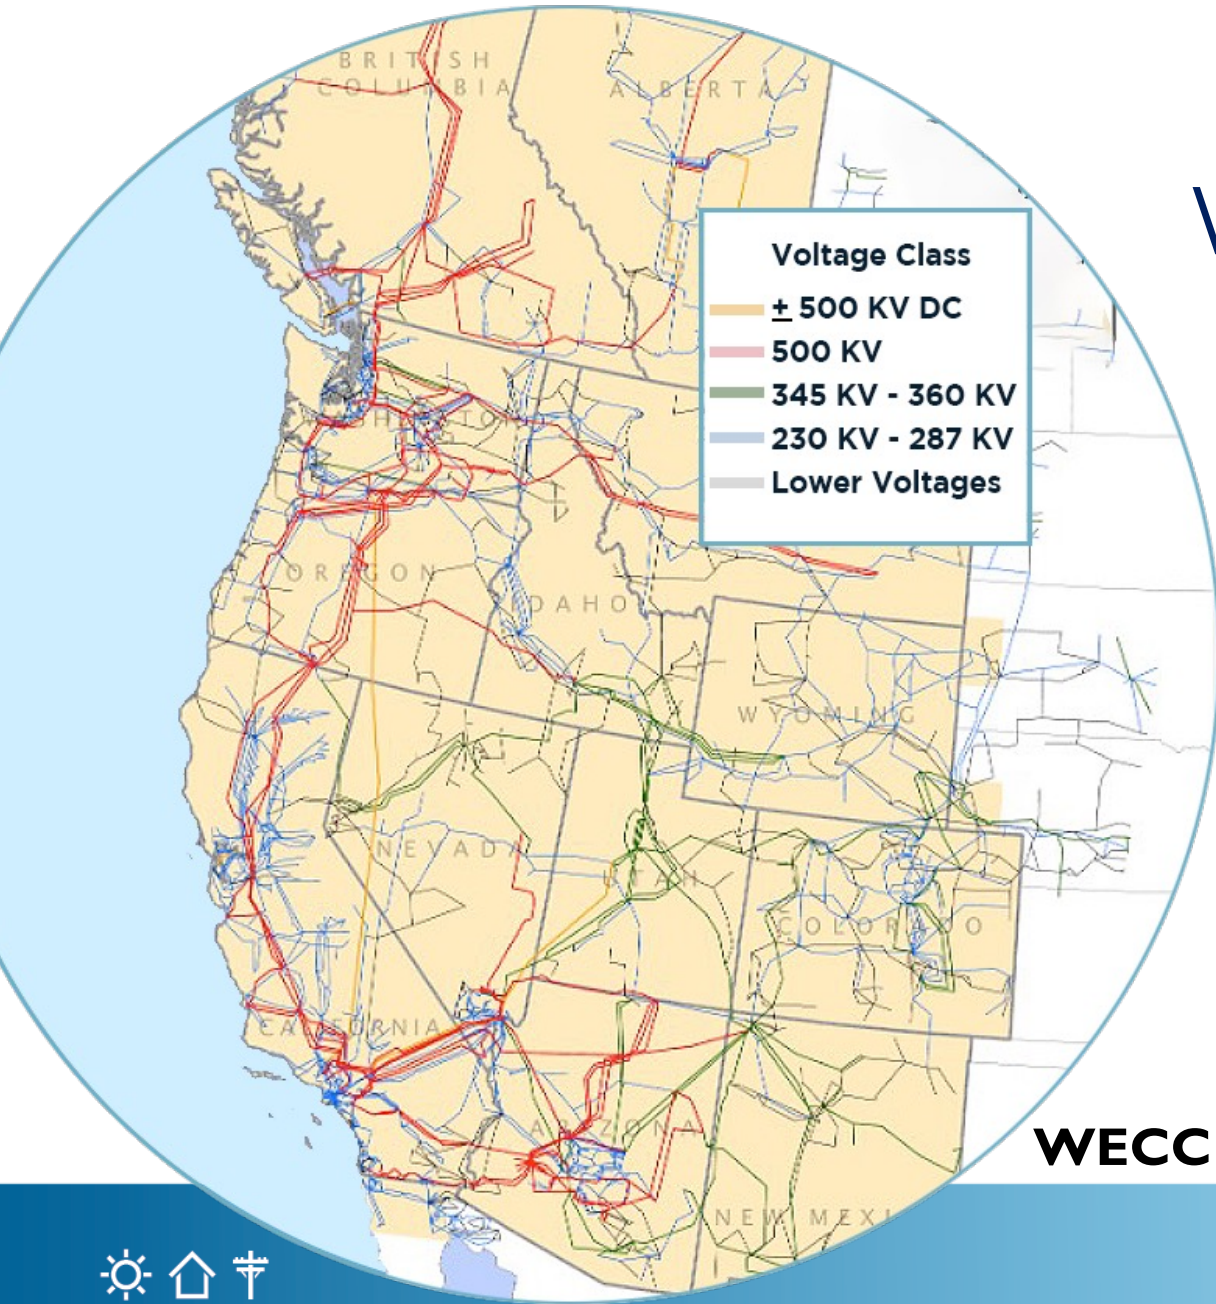 BRITISH
COLUMBIA
ALBERTA
Voltage Class
± 500 KV DC
500 KV
345 KV - 360 KV
230 KV - 287 KV
Lower Voltages
OREGON
IDAHO
WYOMING
NEVADA
UTAH
COLORADO
CALIFORNIA
ARIZONA
WECC
NEW MEXI